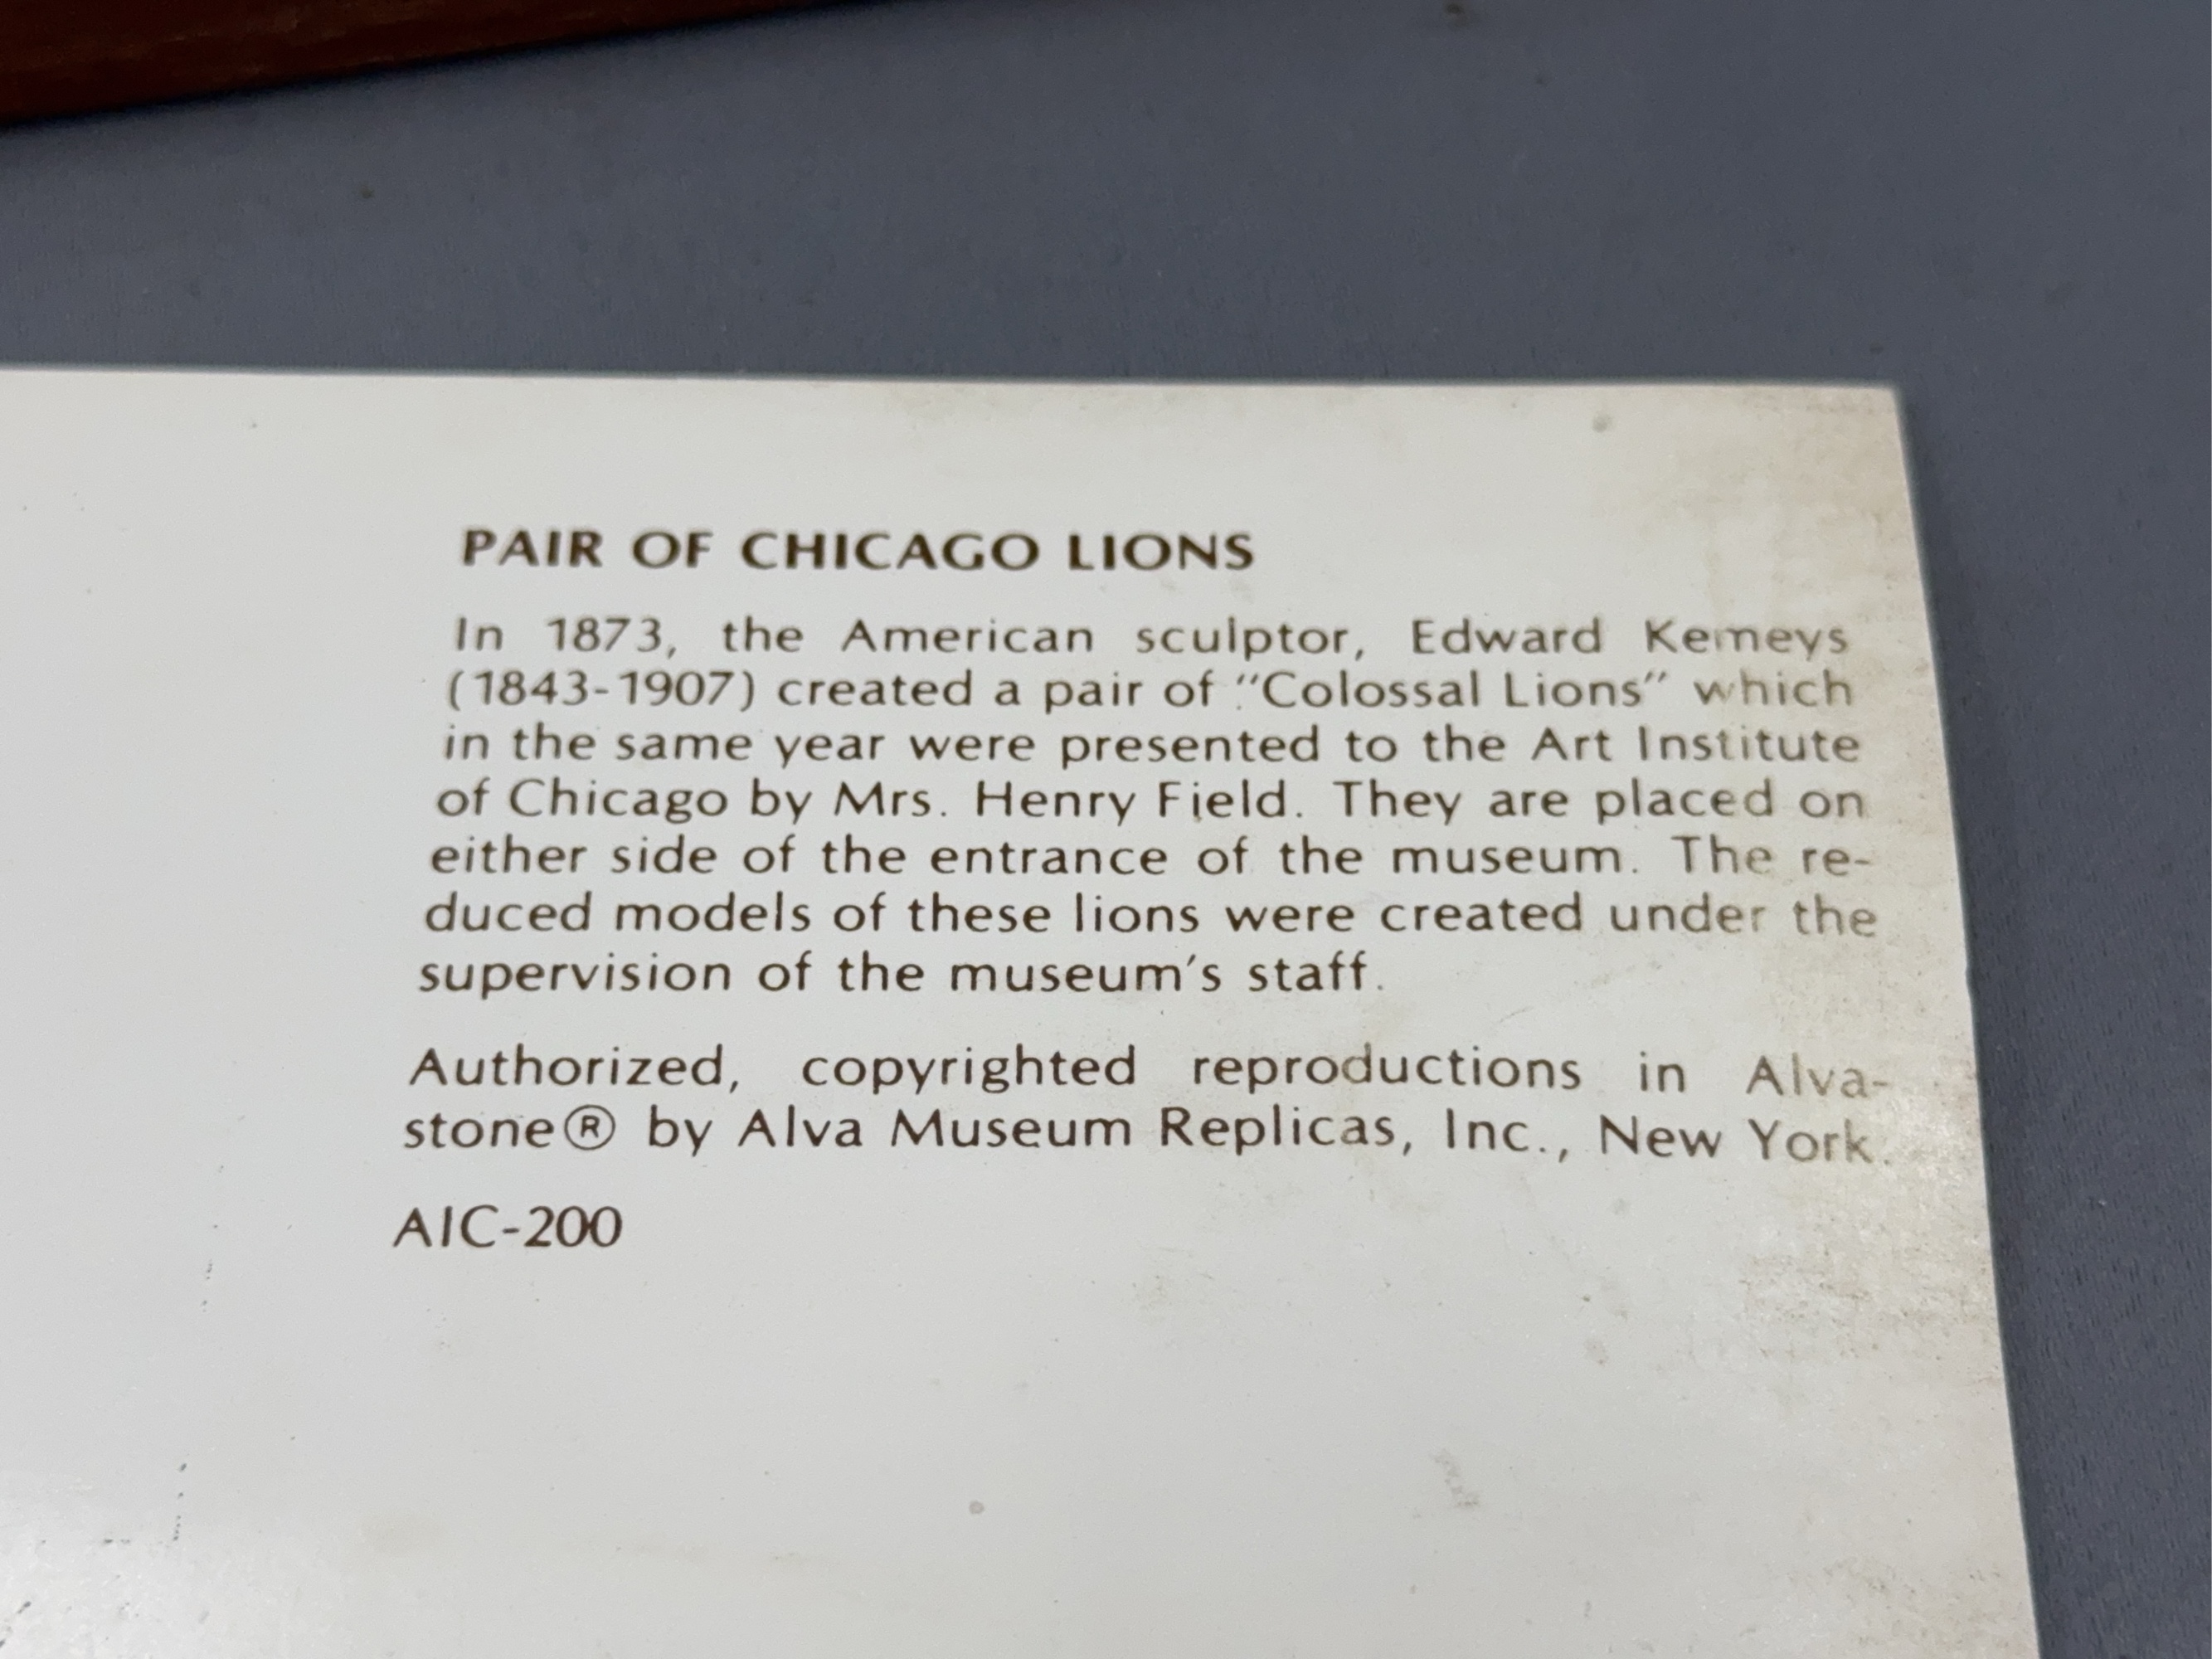 PAIR OF CHICAGO LIONS
In 1873, the American sculptor, Edward Kemeys
(1843-1907) created a pair of "Colossal Lions" which
in the same year were presented to the Art Institute
of Chicago by Mrs. Henry Field. They are placed on
either side of the entrance of the museum. The re-
duced models of these lions were created under the
supervision of the museum's staff.
Authorized, copyrighted reproductions in Alva-
stone® by Alva Museum Replicas, Inc., New York.
AIC-200